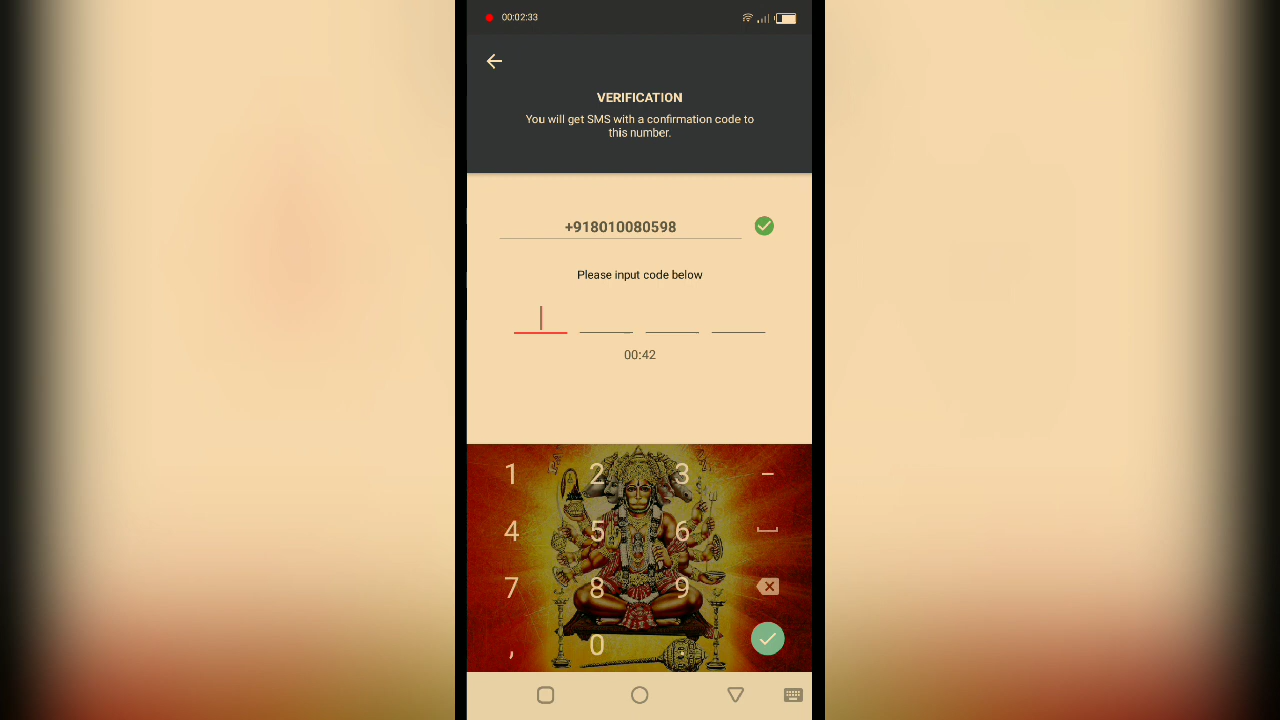 00:02:33
VERIFICATION
You will get SMS with a confirmation code to
this number.
+918010080598
Please input code below
00:42
1 2 3 –
4 5 6
7 8 9
, 0 .